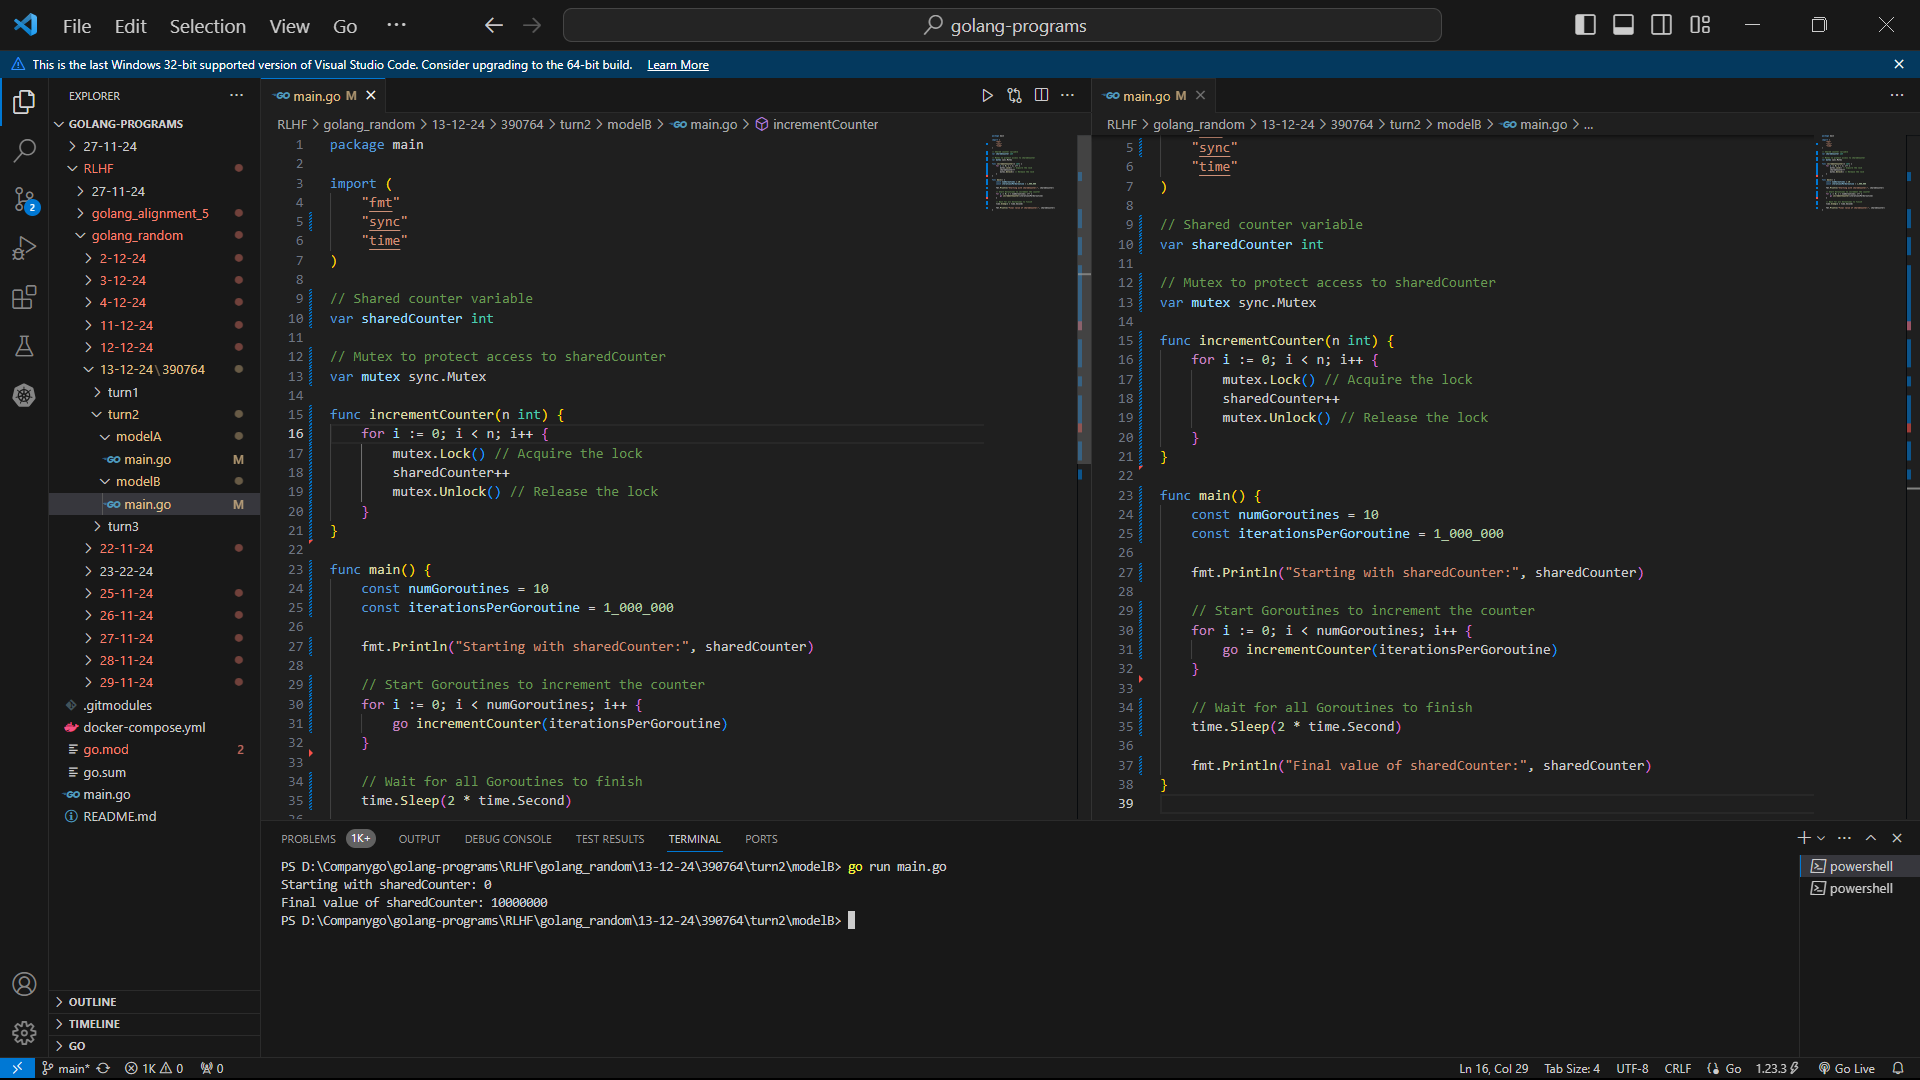 File Edit Selection View Go ···
golang-programs
This is the last Windows 32-bit supported version of Visual Studio Code. Consider upgrading to the 64-bit build. Learn More
EXPLORER ···
GOLANG-PROGRAMS
27-11-24
RLHF
27-11-24
golang_alignment_5
golang_random
2-12-24
3-12-24
4-12-24
11-12-24
12-12-24
13-12-24\390764
turn1
turn2
modelA
GO main.go M
modelB
GO main.go M
turn3
22-11-24
23-22-24
25-11-24
26-11-24
27-11-24
28-11-24
29-11-24
.gitmodules
docker-compose.yml
go.mod 2
go.sum
GO main.go
README.md
OUTLINE
TIMELINE
GO
2
GO main.go M
RLHF > golang_random > 13-12-24 > 390764 > turn2 > modelB > GO main.go > incrementCounter
1 package main
2
3 import (
4 "fmt"
5 "sync"
6 "time"
7 )
8
9 // Shared counter variable
10 var sharedCounter int
11
12 // Mutex to protect access to sharedCounter
13 var mutex sync.Mutex
14
15 func incrementCounter(n int) {
16 for i := 0; i < n; i++ {
17 mutex.Lock() // Acquire the lock
18 sharedCounter++
19 mutex.Unlock() // Release the lock
20 }
21 }
22
23 func main() {
24 const numGoroutines = 10
25 const iterationsPerGoroutine = 1_000_000
26
27 fmt.Println("Starting with sharedCounter:", sharedCounter)
28
29 // Start Goroutines to increment the counter
30 for i := 0; i < numGoroutines; i++ {
31 go incrementCounter(iterationsPerGoroutine)
32 }
33
34 // Wait for all Goroutines to finish
35 time.Sleep(2 * time.Second)
GO main.go M
RLHF > golang_random > 13-12-24 > 390764 > turn2 > modelB > GO main.go > ...
5 "sync"
6 "time"
7 )
8
9 // Shared counter variable
10 var sharedCounter int
11
12 // Mutex to protect access to sharedCounter
13 var mutex sync.Mutex
14
15 func incrementCounter(n int) {
16 for i := 0; i < n; i++ {
17 mutex.Lock() // Acquire the lock
18 sharedCounter++
19 mutex.Unlock() // Release the lock
20 }
21 }
22
23 func main() {
24 const numGoroutines = 10
25 const iterationsPerGoroutine = 1_000_000
26
27 fmt.Println("Starting with sharedCounter:", sharedCounter)
28
29 // Start Goroutines to increment the counter
30 for i := 0; i < numGoroutines; i++ {
31 go incrementCounter(iterationsPerGoroutine)
32 }
33
34 // Wait for all Goroutines to finish
35 time.Sleep(2 * time.Second)
36
37 fmt.Println("Final value of sharedCounter:", sharedCounter)
38 }
39
PROBLEMS 1K+ OUTPUT DEBUG CONSOLE TEST RESULTS TERMINAL PORTS
PS D:\Companygo\golang-programs\RLHF\golang_random\13-12-24\390764\turn2\modelB> go run main.go
Starting with sharedCounter: 0
Final value of sharedCounter: 10000000
PS D:\Companygo\golang-programs\RLHF\golang_random\13-12-24\390764\turn2\modelB>
powershell
powershell
main* 1K 0 0 Ln 16, Col 29 Tab Size: 4 UTF-8 CRLF Go 1.23.3 Go Live